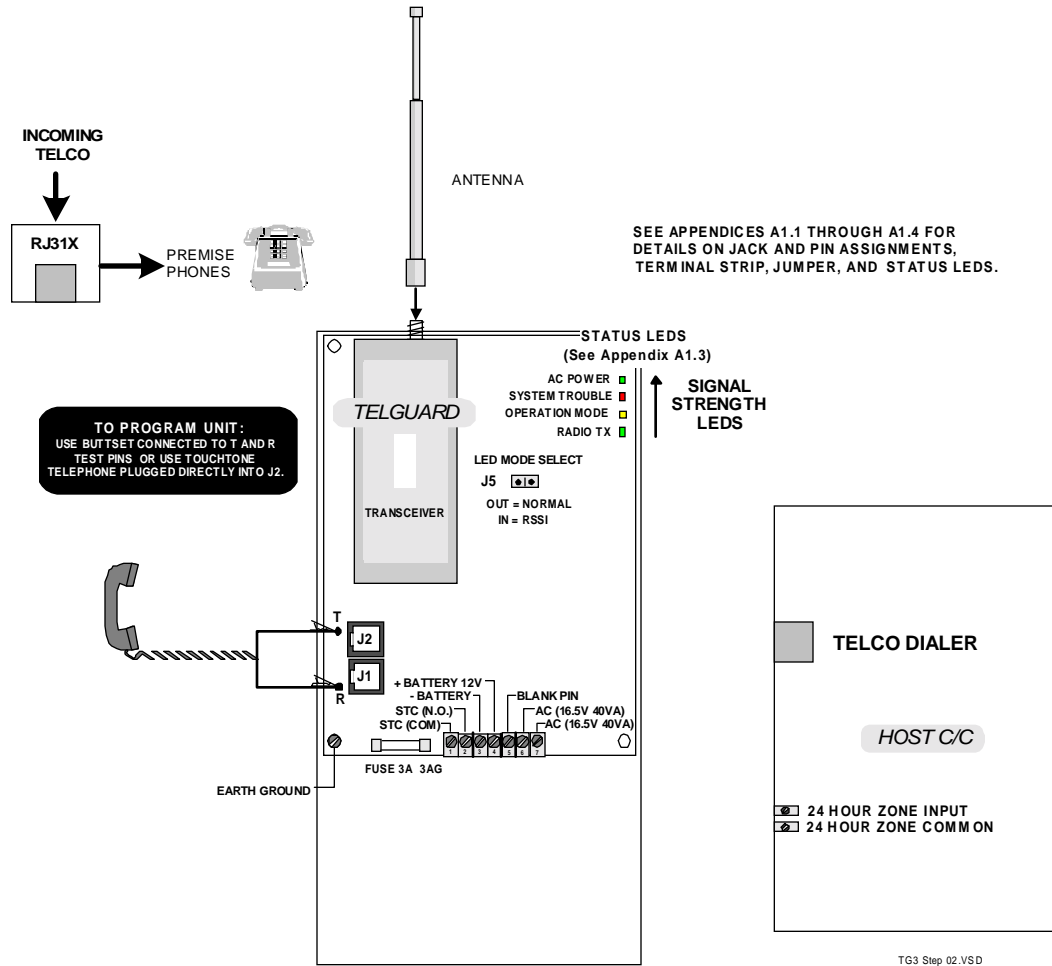 INCOMING
TELCO
RJ31X
PREMISE
PHONES
ANTENNA
SEE APPENDICES A1.1 THROUGH A1.4 FOR
DETAILS ON JACK AND PIN ASSIGNMENTS,
TERMINAL STRIP, JUMPER, AND STATUS LEDS.
STATUS LEDS
(See Appendix A1.3)
AC POWER
SYSTEM TROUBLE
OPERATION MODE
RADIO TX
SIGNAL
STRENGTH
LEDS
TELGUARD
TRANSCEIVER
LED MODE SELECT
J5
OUT = NORMAL
IN = RSSI
TO PROGRAM UNIT:
USE BUTTSET CONNECTED TO T AND R
TEST PINS OR USE TOUCHTONE
TELEPHONE PLUGGED DIRECTLY INTO J2.
T
J2
J1
R
+ BATTERY 12V
- BATTERY
STC (N.O.)
STC (COM)
BLANK PIN
AC (16.5V 40VA)
AC (16.5V 40VA)
1 2 3 4 5 6 7
FUSE 3A 3AG
EARTH GROUND
TELCO DIALER
HOST C/C
24 HOUR ZONE INPUT
24 HOUR ZONE COMMON
TG3 Step 02.VSD